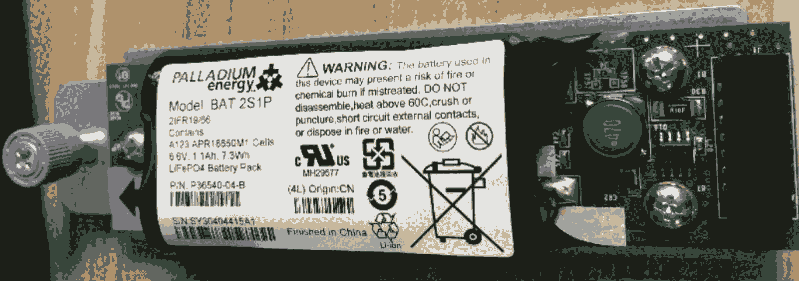 PALLADIUM
energy
Model BAT 2S1P
2IFR19/66
Contains
A123 APR18650M1 Cells
6.6V, 1.1Ah, 7.3Wh
LiFePO4 Battery Pack
P/N: P36540-04-B
WARNING: The battery used in
this device may present a risk of fire or
chemical burn if mistreated. DO NOT
disassemble,heat above 60C,crush or
puncture,short circuit external contacts,
or dispose in fire or water.
C US
MH29677
(4L) Origin:CN
5
Finished in China
Li-ion